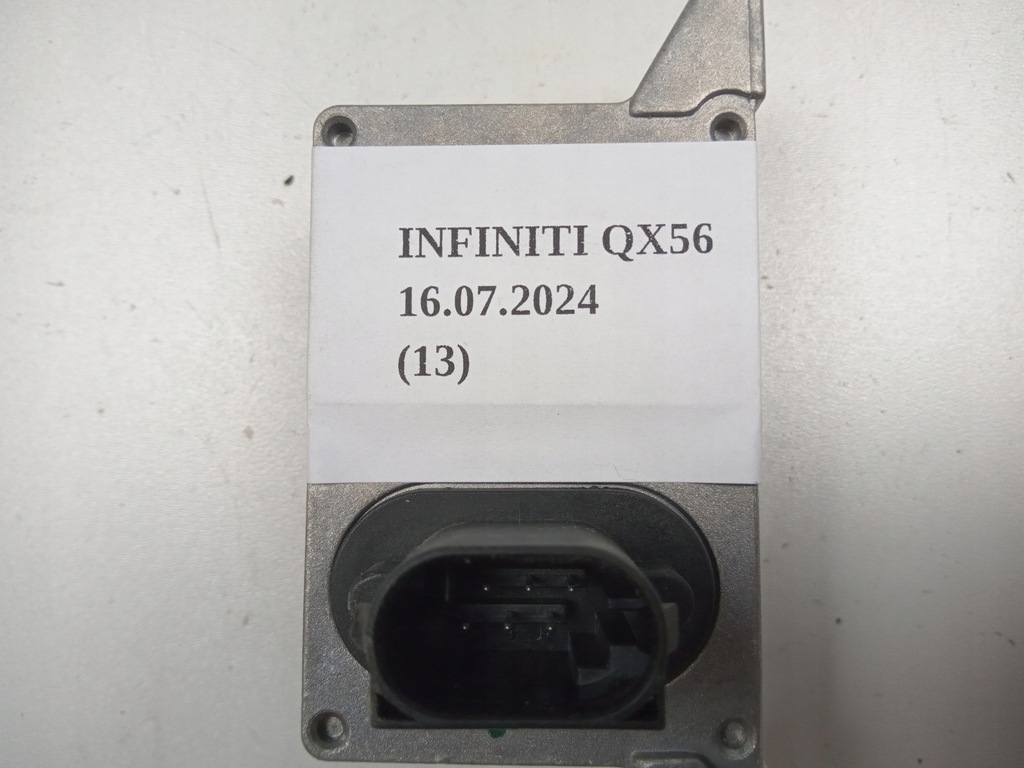 INFINITI QX56
16.07.2024
(13)